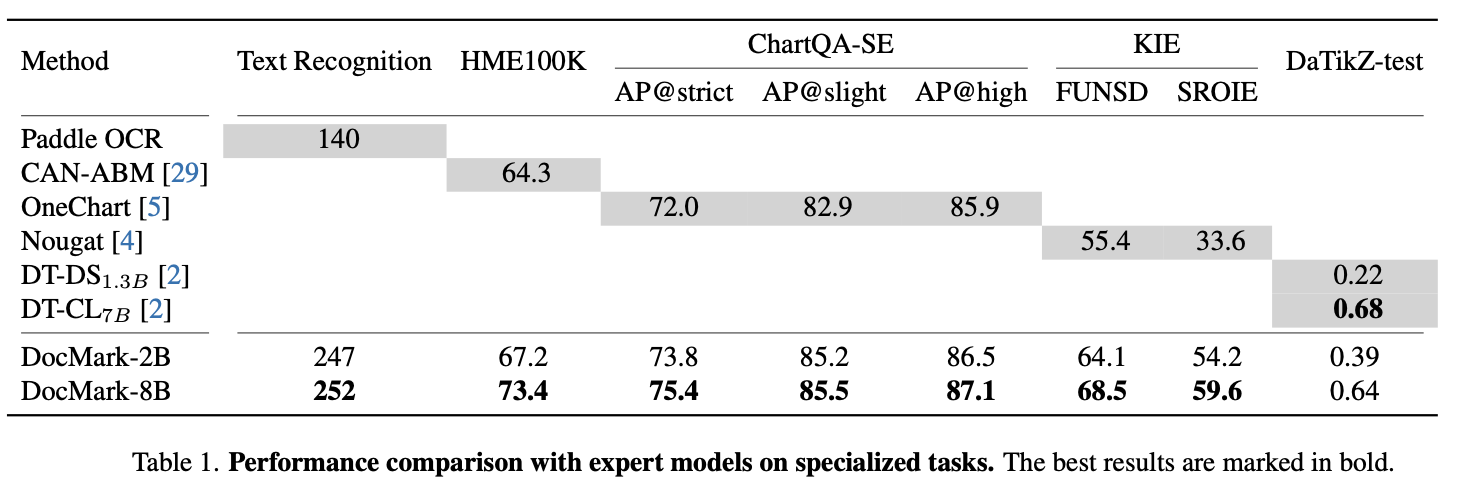 Method Text Recognition HME100K ChartQA-SE KIE DaTikZ-test
AP@strict AP@slight AP@high FUNSD SROIE
Paddle OCR 140
CAN-ABM [29] 64.3
OneChart [5] 72.0 82.9 85.9
Nougat [4] 55.4 33.6
DT-DS1.3B [2] 0.22
DT-CL7B [2] 0.68
DocMark-2B 247 67.2 73.8 85.2 86.5 64.1 54.2 0.39
DocMark-8B 252 73.4 75.4 85.5 87.1 68.5 59.6 0.64
Table 1. Performance comparison with expert models on specialized tasks. The best results are marked in bold.